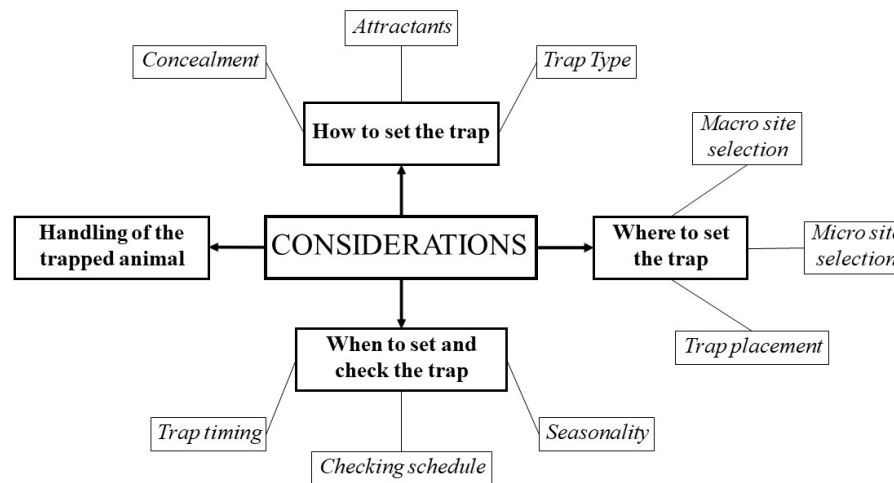 Attractants
Concealment
Trap Type
How to set the trap
Macro site
selection
Handling of the
trapped animal
CONSIDERATIONS
Where to set
the trap
Micro site
selection
When to set and
check the trap
Trap placement
Trap timing
Seasonality
Checking schedule